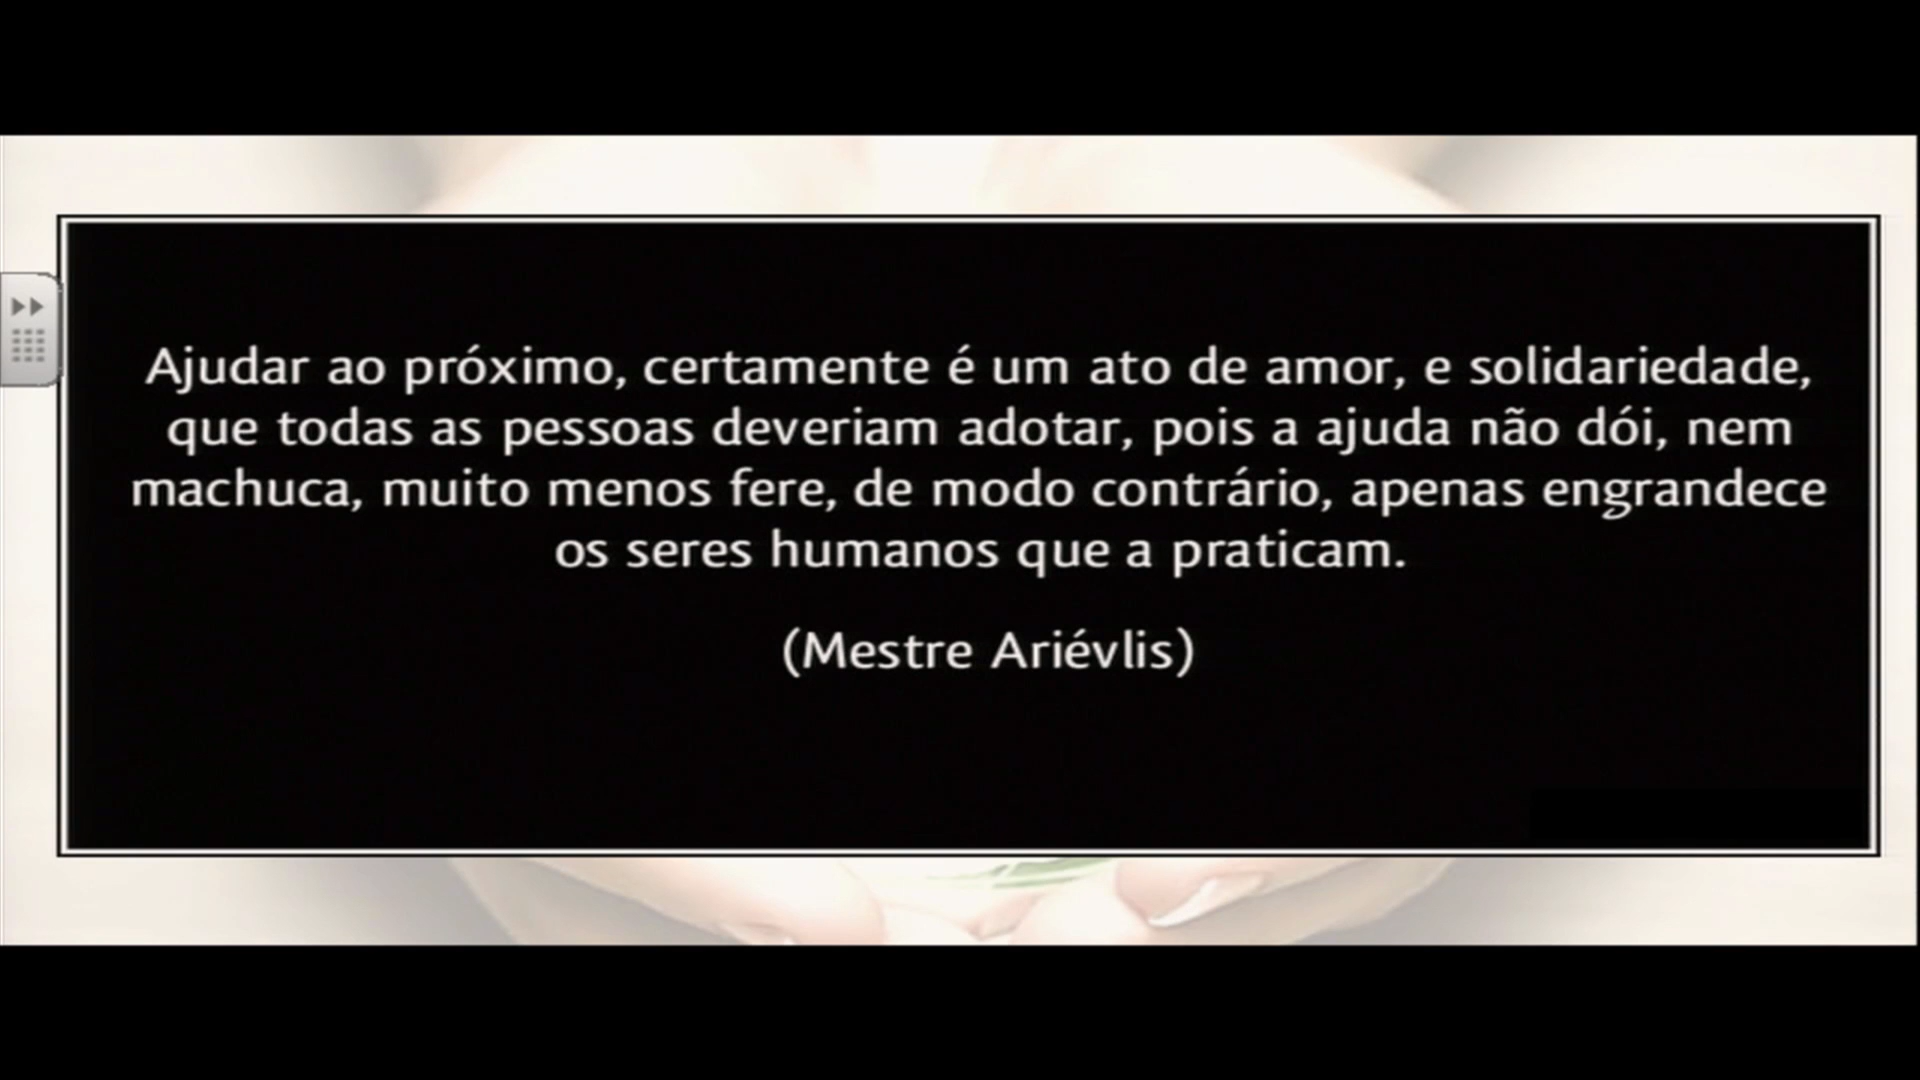 Ajudar ao próximo, certamente é um ato de amor, e solidariedade,
que todas as pessoas deveriam adotar, pois a ajuda não dói, nem
machuca, muito menos fere, de modo contrário, apenas engrandece
os seres humanos que a praticam.
(Mestre Ariévlis)